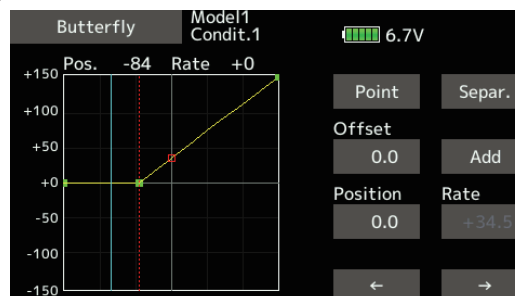 Butterfly
Model1
Condit.1
6.7V
Pos. -84 Rate +0
+150
+100
+50
+0
-50
-100
-150
Point Separ.
Offset
0.0 Add
Position Rate
0.0 +34.5
← →